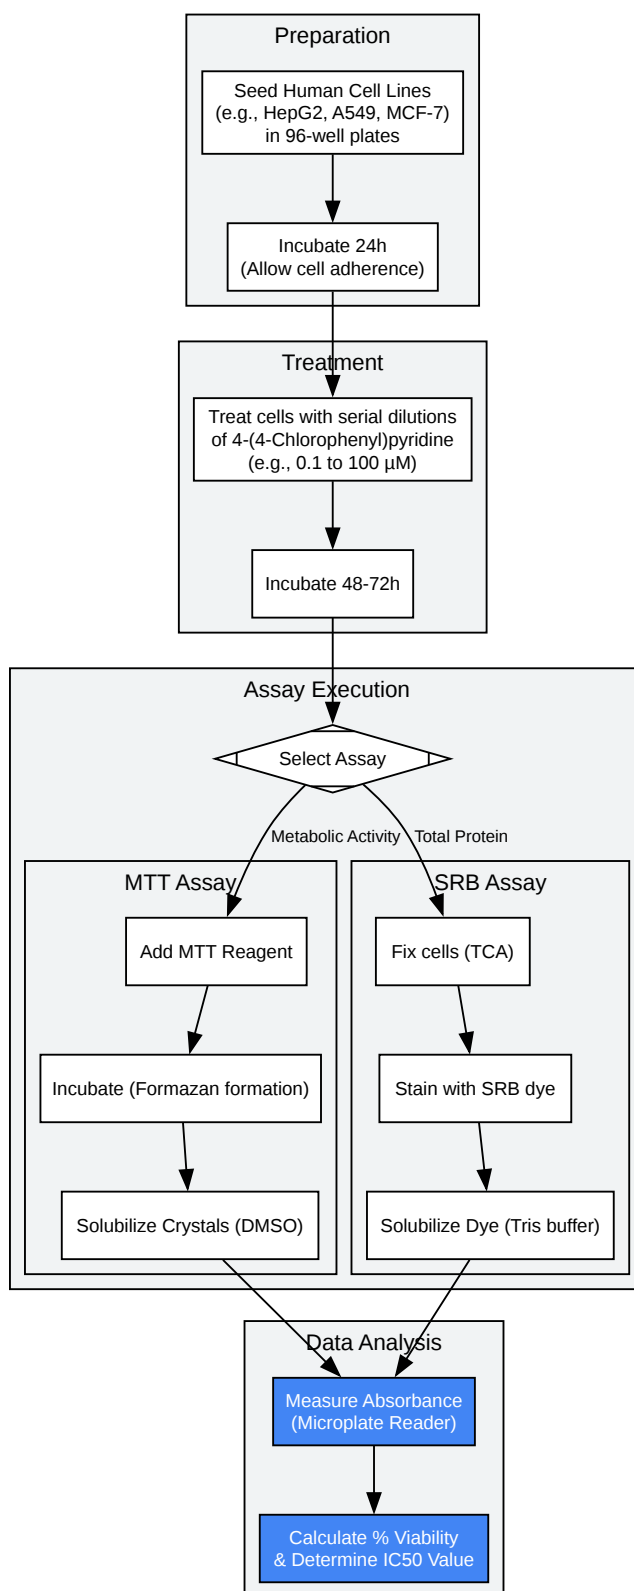 Preparation
Seed Human Cell Lines
(e.g., HepG2, A549, MCF-7)
in 96-well plates
Incubate 24h
(Allow cell adherence)
Treatment
Treat cells with serial dilutions
of 4-(4-Chlorophenyl)pyridine
(e.g., 0.1 to 100 µM)
Incubate 48-72h
Assay Execution
Select Assay
Metabolic Activity
Total Protein
MTT Assay
Add MTT Reagent
Incubate (Formazan formation)
Solubilize Crystals (DMSO)
SRB Assay
Fix cells (TCA)
Stain with SRB dye
Solubilize Dye (Tris buffer)
Data Analysis
Measure Absorbance
(Microplate Reader)
Calculate % Viability
& Determine IC50 Value